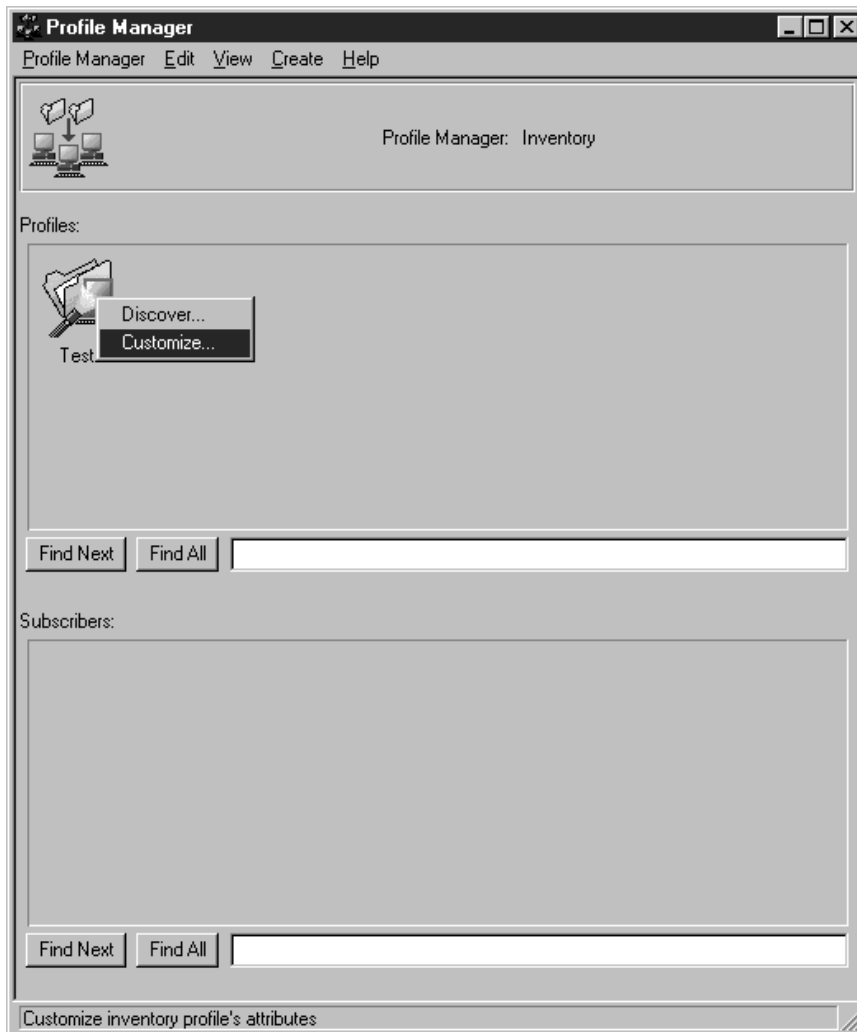 Profile Manager
Profile Manager Edit View Create Help
Profile Manager: Inventory
Profiles:
Discover...
Customize...
Test
Find Next Find All
Subscribers:
Find Next Find All
Customize inventory profile's attributes